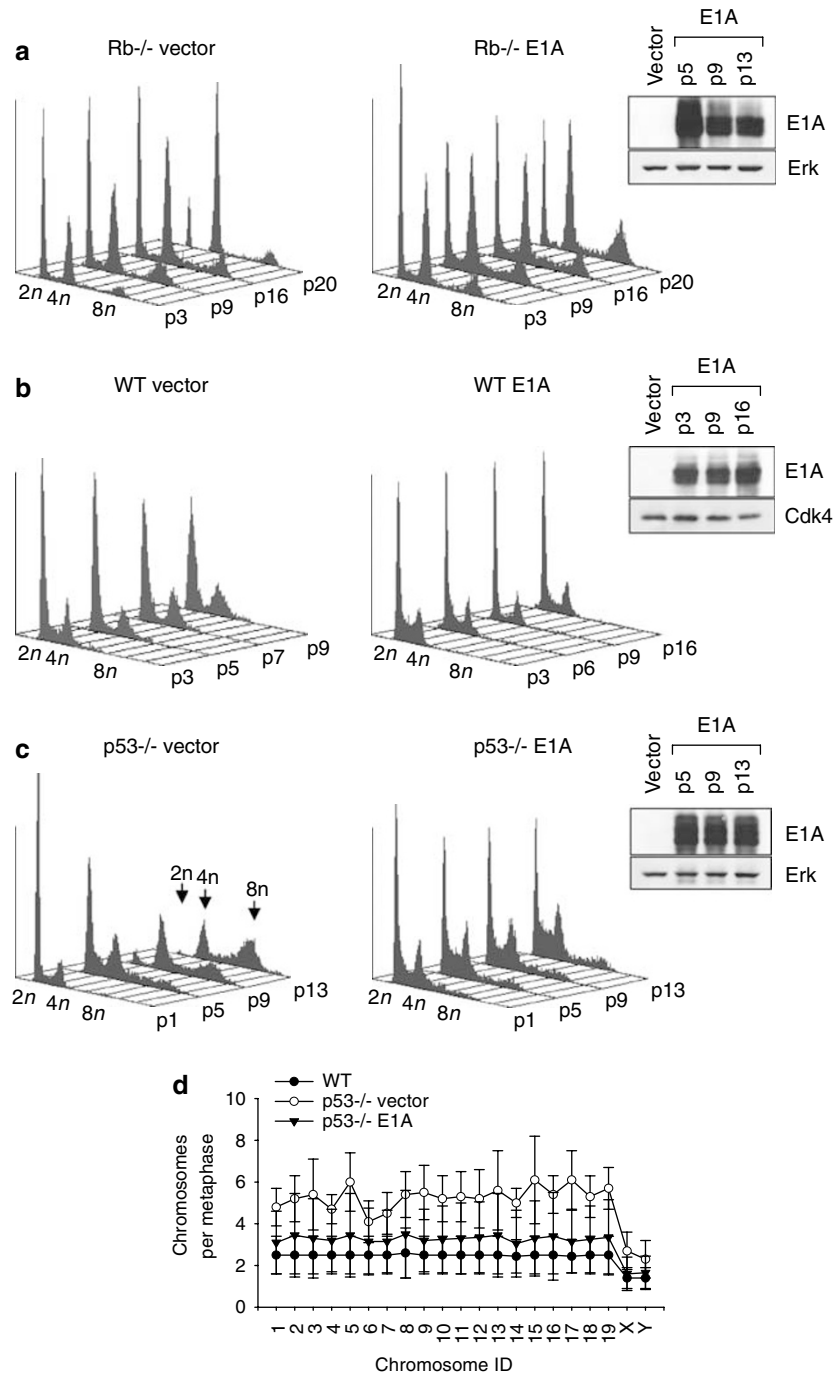 a
Rb-/- vector
Rb-/- E1A
E1A
Vector
p5
p9
p13
E1A
Erk
2n
4n
8n
p3
p9
p16
p20
2n
4n
8n
p3
p9
p16
p20
b
WT vector
WT E1A
E1A
Vector
p3
p9
p16
E1A
Cdk4
2n
4n
8n
p3
p5
p7
p9
2n
4n
8n
p3
p6
p9
p16
c
p53-/- vector
p53-/- E1A
E1A
Vector
p5
p9
p13
E1A
Erk
2n
4n
8n
2n
4n
8n
p1
p5
p9
p13
2n
4n
8n
p1
p5
p9
p13
d
WT
p53-/- vector
p53-/- E1A
Chromosomes
per metaphase
10
8
6
4
2
0
1 2 3 4 5 6 7 8 9 10 11 12 13 14 15 16 17 18 19 X Y
Chromosome ID